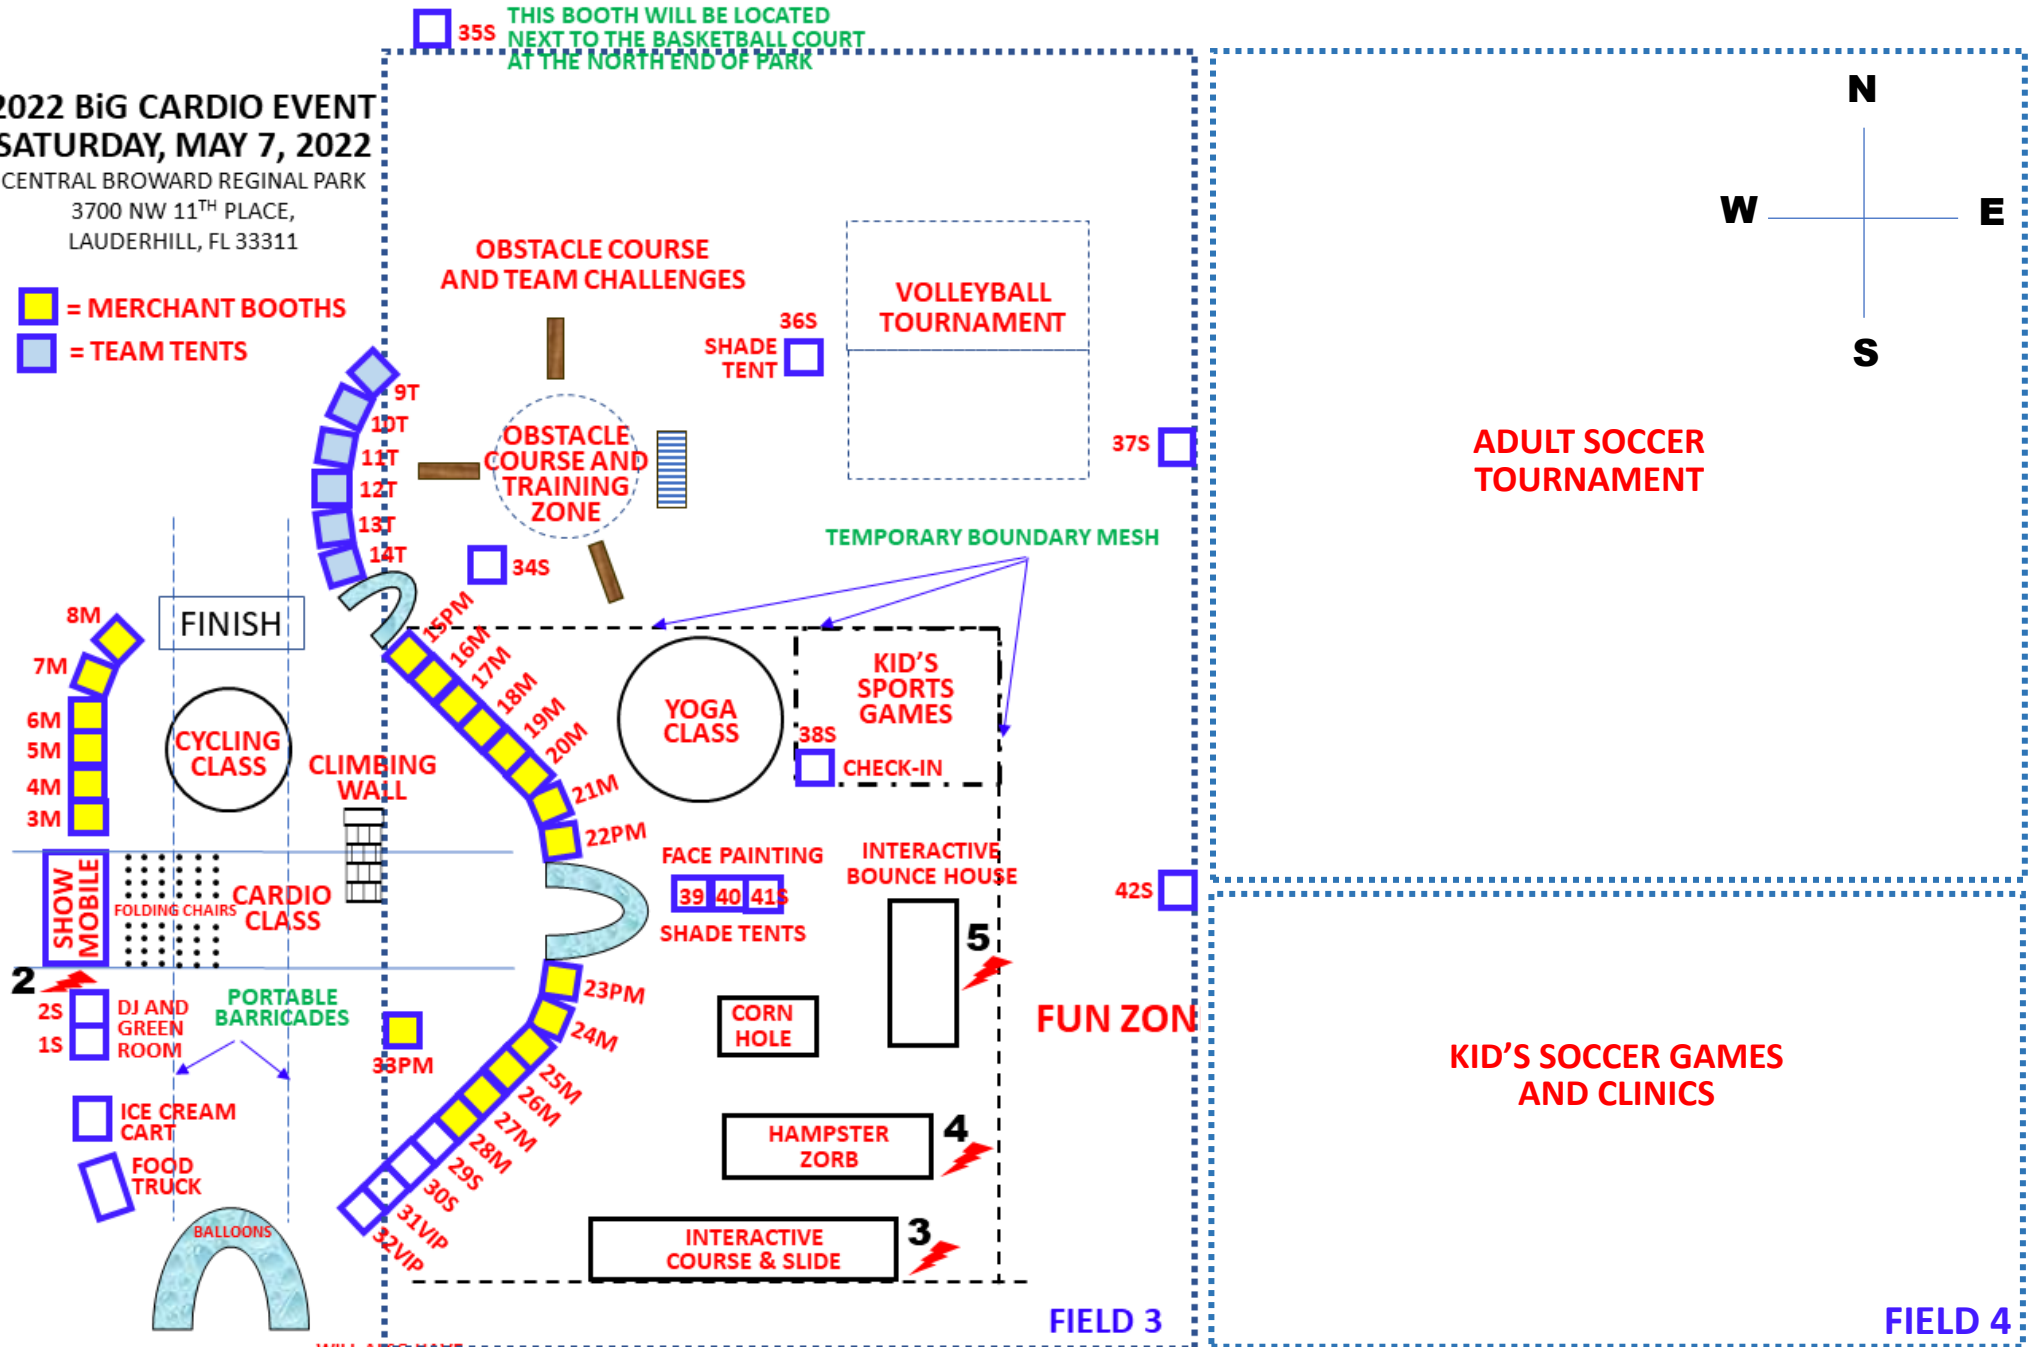 35S
THIS BOOTH WILL BE LOCATED
NEXT TO THE BASKETBALL COURT
AT THE NORTH END OF PARK
2022 BiG CARDIO EVENT
SATURDAY, MAY 7, 2022
CENTRAL BROWARD REGINAL PARK
3700 NW 11TH PLACE,
LAUDERHILL, FL 33311
= MERCHANT BOOTHS
= TEAM TENTS
N
W
E
S
OBSTACLE COURSE
AND TEAM CHALLENGES
VOLLEYBALL
TOURNAMENT
36S
SHADE
TENT
37S
ADULT SOCCER
TOURNAMENT
9T
10T
11T
12T
13T
14T
OBSTACLE
COURSE AND
TRAINING
ZONE
34S
TEMPORARY BOUNDARY MESH
FINISH
8M
7M
6M
5M
4M
3M
CYCLING
CLASS
CLIMBING
WALL
15PM
16M
17M
18M
19M
20M
21M
22PM
YOGA
CLASS
KID'S
SPORTS
GAMES
38S
CHECK-IN
SHOW
MOBILE
FOLDING CHAIRS
CARDIO
CLASS
FACE PAINTING
39 40 41S
SHADE TENTS
INTERACTIVE
BOUNCE HOUSE
5
42S
2
2S
1S
DJ AND
GREEN
ROOM
PORTABLE
BARRICADES
33PM
23PM
24M
25M
26M
27M
28M
29S
30S
31VIP
32VIP
CORN
HOLE
FUN ZON
KID'S SOCCER GAMES
AND CLINICS
ICE CREAM
CART
FOOD
TRUCK
BALLOONS
HAMPSTER
ZORB
4
INTERACTIVE
COURSE & SLIDE
3
FIELD 3
FIELD 4